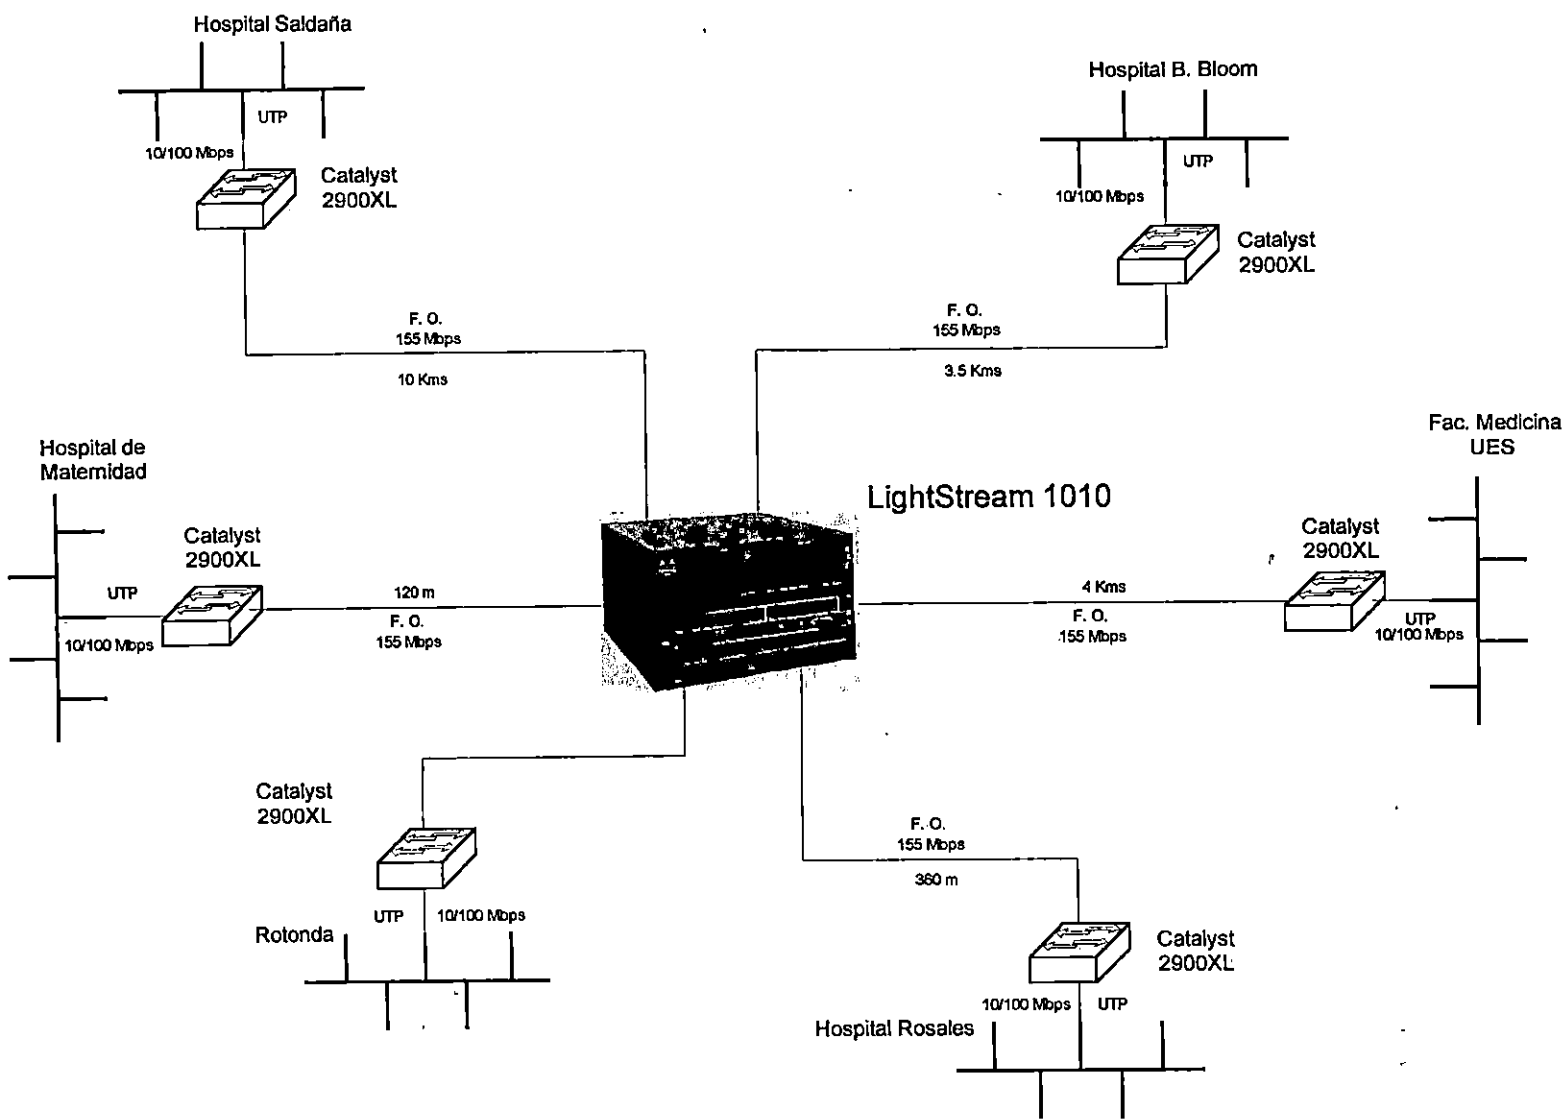 Hospital Saldaña
UTP
10/100 Mbps
Catalyst
2900XL
F. O.
155 Mbps
10 Kms
Hospital B. Bloom
UTP
10/100 Mbps
Catalyst
2900XL
F. O.
155 Mbps
3.5 Kms
Hospital de
Maternidad
UTP
10/100 Mbps
Catalyst
2900XL
120 m
F. O.
155 Mbps
LightStream 1010
4 Kms
F. O.
155 Mbps
Catalyst
2900XL
Fac. Medicina
UES
UTP
10/100 Mbps
Catalyst
2900XL
UTP
10/100 Mbps
Rotonda
F. O.
155 Mbps
360 m
Catalyst
2900XL
10/100 Mbps
UTP
Hospital Rosales